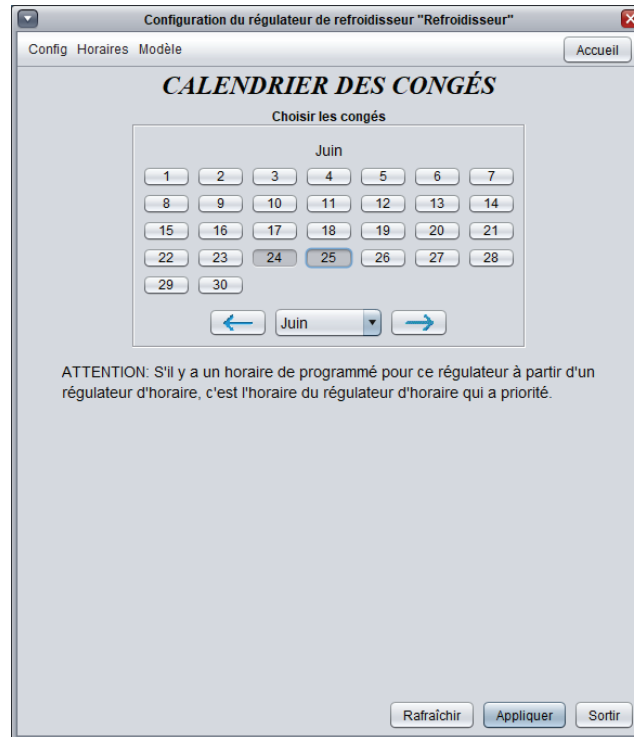 Configuration du régulateur de refroidisseur "Refroidisseur"
Config Horaires Modèle Accueil
CALENDRIER DES CONGÉS
Choisir les congés
Juin
1 2 3 4 5 6 7
8 9 10 11 12 13 14
15 16 17 18 19 20 21
22 23 24 25 26 27 28
29 30
Juin
ATTENTION: S'il y a un horaire de programmé pour ce régulateur à partir d'un
régulateur d'horaire, c'est l'horaire du régulateur d'horaire qui a priorité.
Rafraîchir Appliquer Sortir